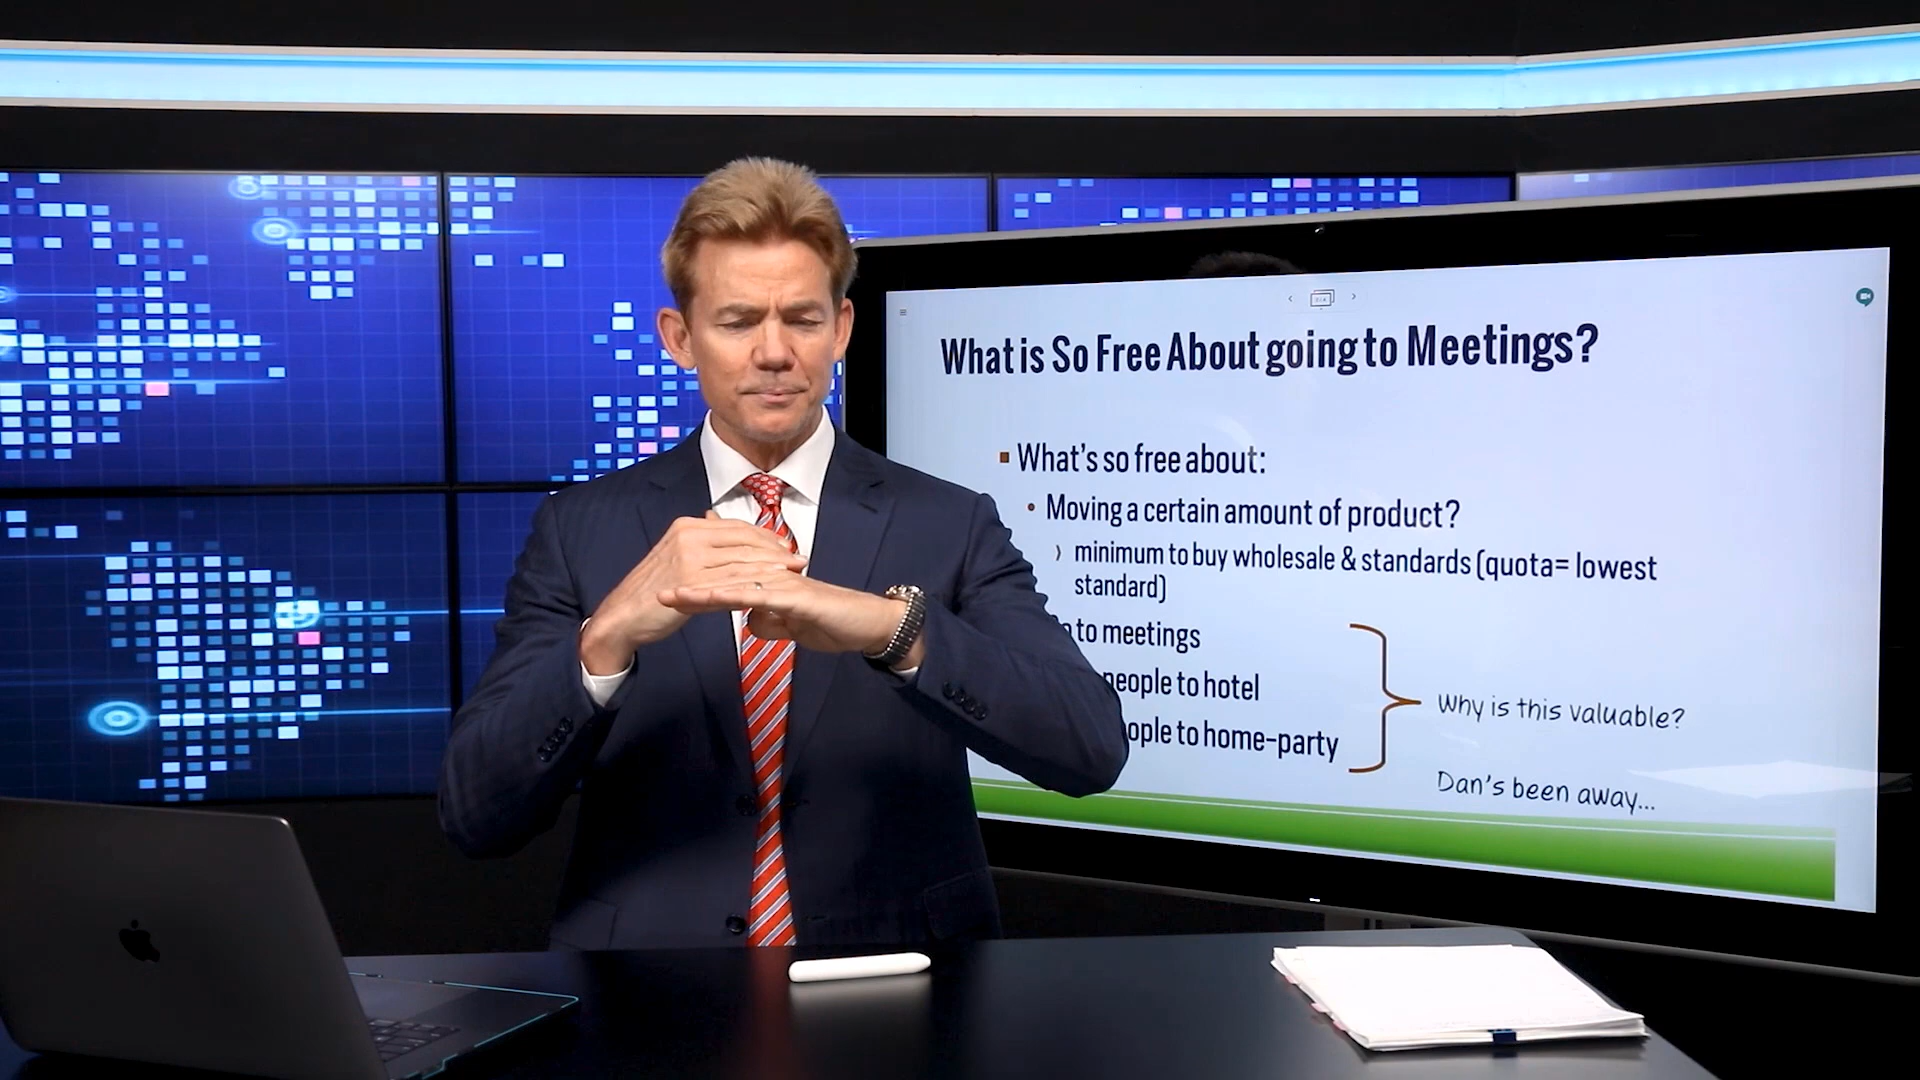 What is So Free About going to Meetings?
What's so free about:
Moving a certain amount of product?
minimum to buy wholesale & standards (quota= lowest
standard)
to meetings
people to hotel
ople to home-party
Why is this valuable?
Dan's been away...